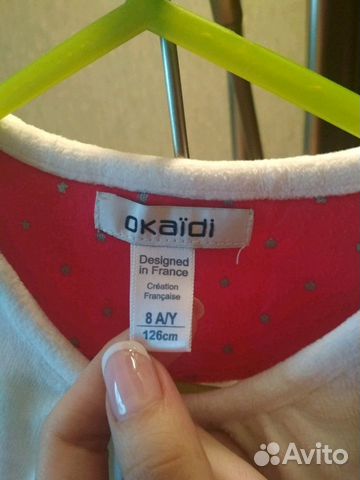 Okaïdi
Designed
in France
Création
Française
8 A/Y
126cm
Avito